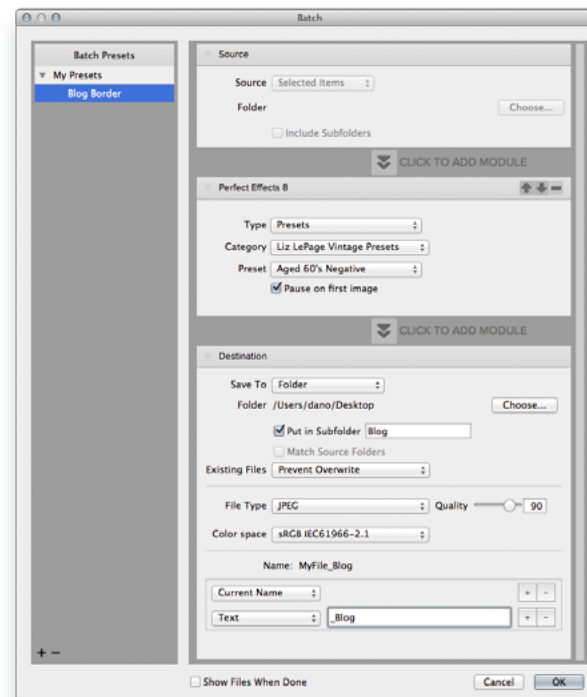 Batch
Batch Presets
My Presets
Blog Border
Source
Source Selected Items
Folder Choose...
Include Subfolders
CLICK TO ADD MODULE
Perfect Effects 8
Type Presets
Category Liz LePage Vintage Presets
Preset Aged 60's Negative
Pause on first image
CLICK TO ADD MODULE
Destination
Save To Folder
Folder /Users/dano/Desktop Choose...
Put in Subfolder Blog
Match Source Folders
Existing Files Prevent Overwrite
File Type JPEG Quality 90
Color space sRGB IEC61966-2.1
Name: MyFile_Blog
Current Name + -
Text _Blog + -
+ -
Show Files When Done Cancel OK